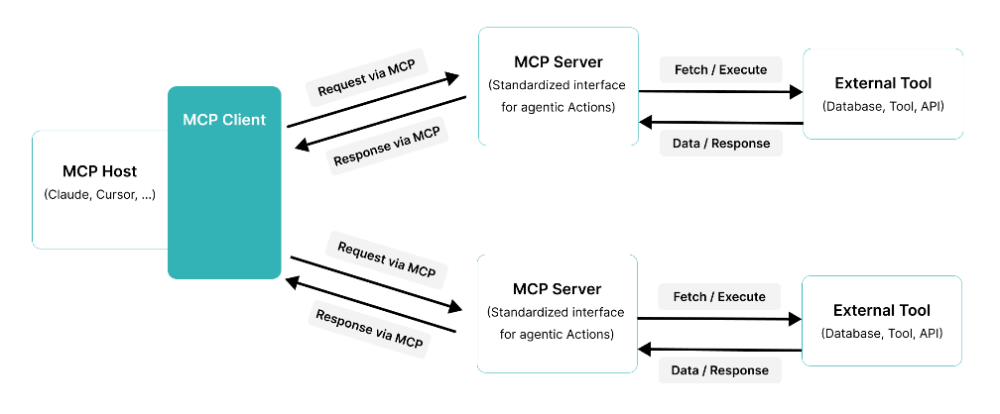 MCP Host
(Claude, Cursor, ...)
MCP Client
Request via MCP
Response via MCP
MCP Server
(Standardized interface
for agentic Actions)
Fetch / Execute
Data / Response
External Tool
(Database, Tool, API)
Request via MCP
Response via MCP
MCP Server
(Standardized interface
for agentic Actions)
Fetch / Execute
Data / Response
External Tool
(Database, Tool, API)